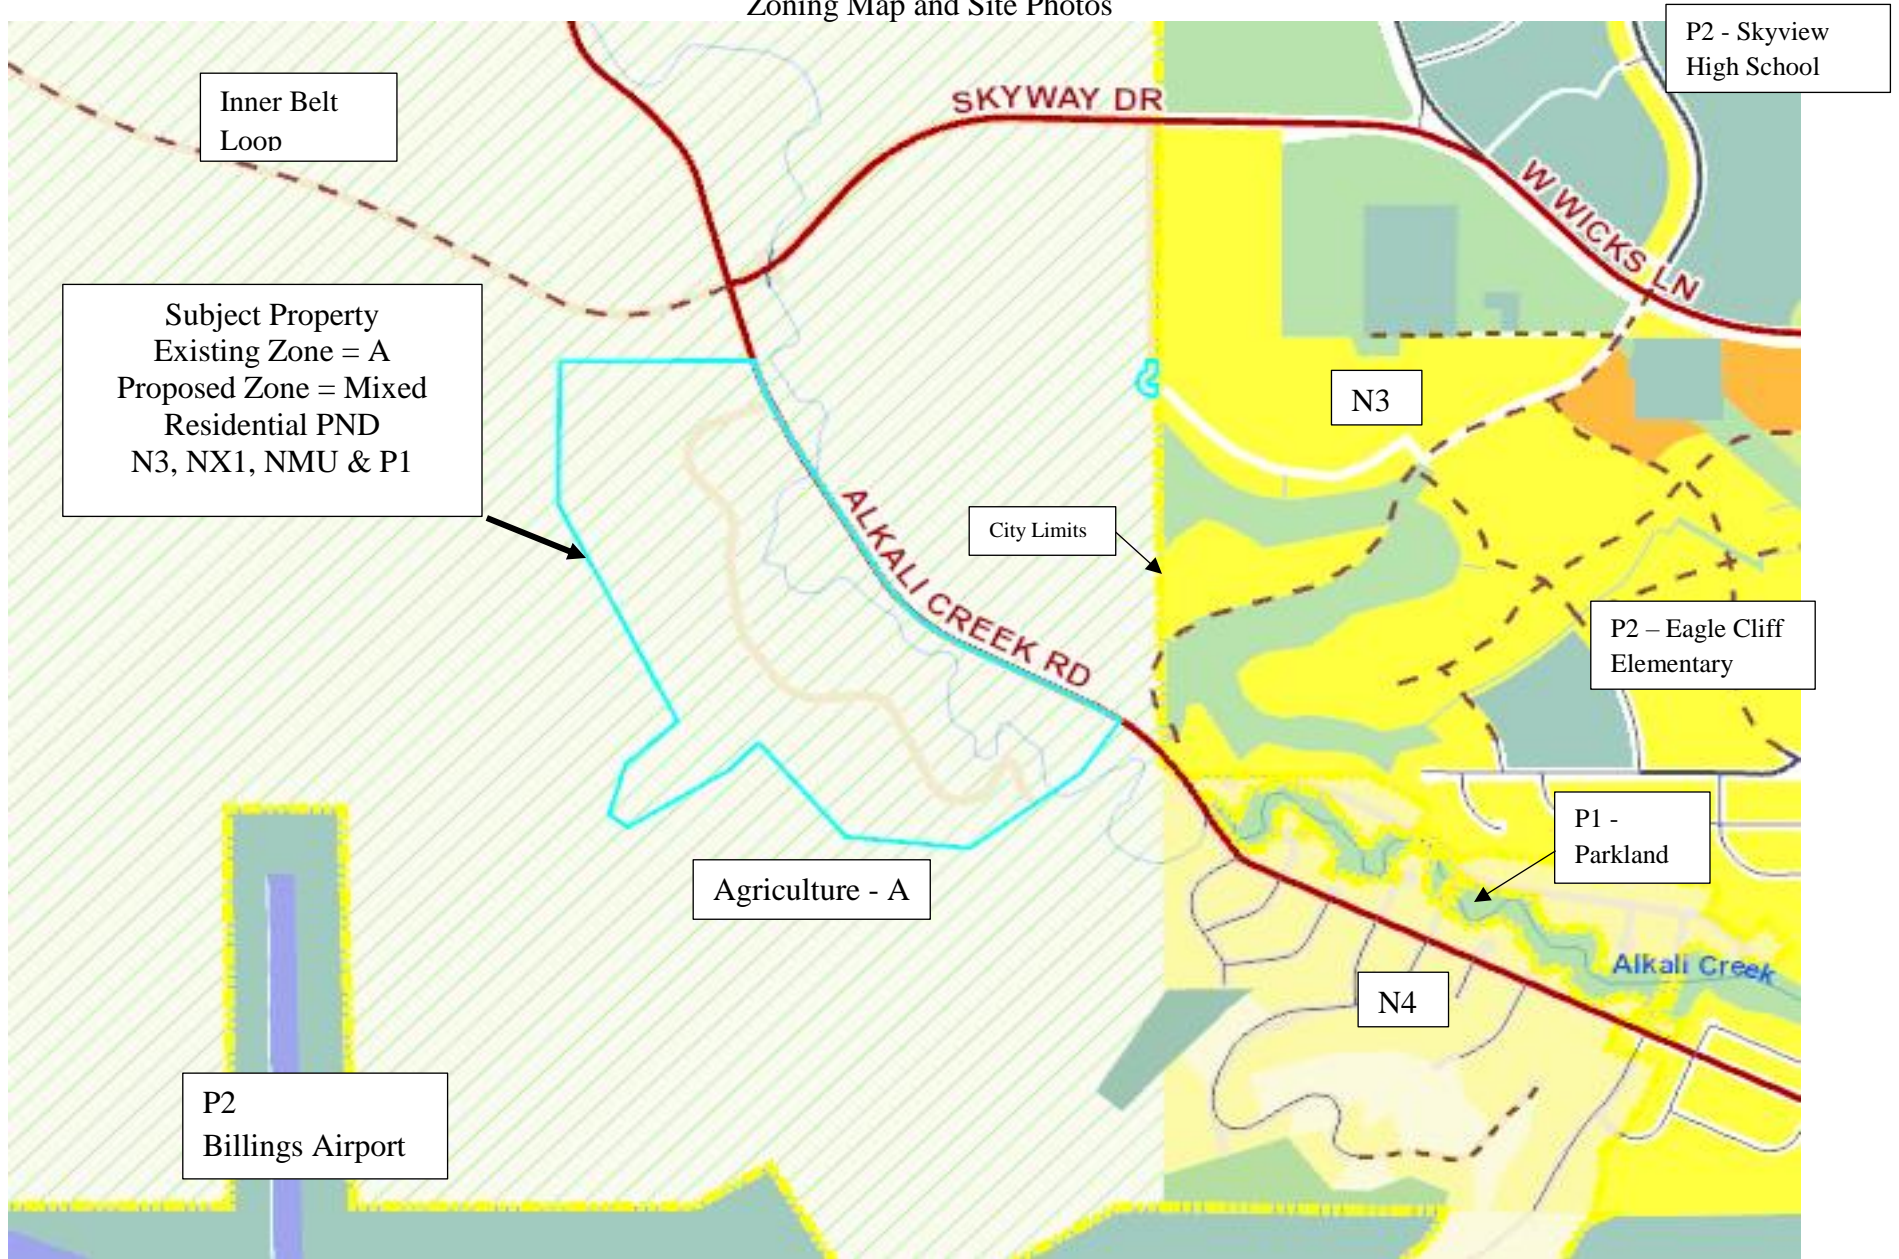 Zoning Map and Site Photos
P2 - Skyview
High School
Inner Belt
Loop
SKYWAY DR
W WICKS LN
Subject Property
Existing Zone = A
Proposed Zone = Mixed
Residential PND
N3, NX1, NMU & P1
N3
ALKALI CREEK RD
City Limits
P2 – Eagle Cliff
Elementary
P1 -
Parkland
Agriculture - A
Alkali Creek
N4
P2
Billings Airport